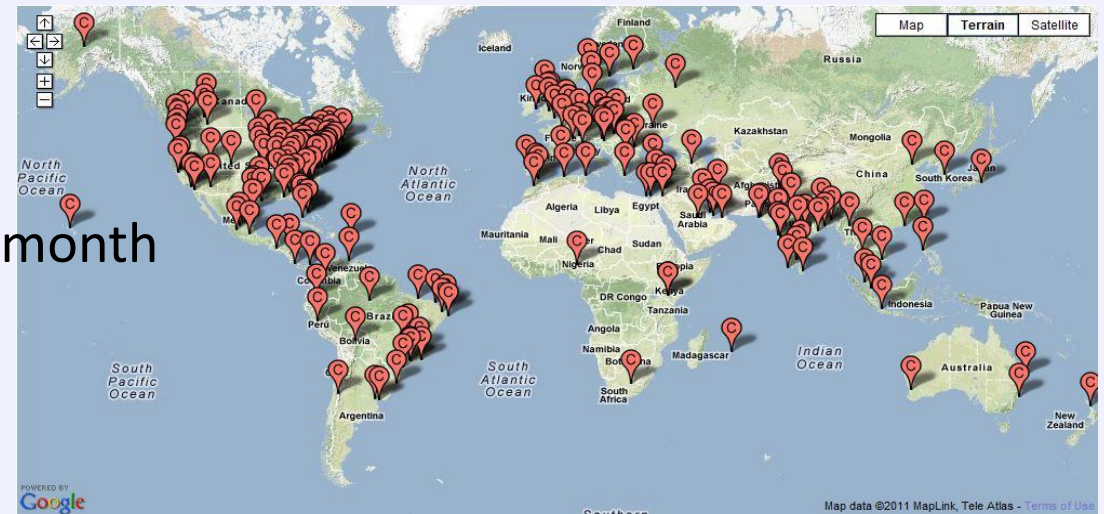 Map Terrain Satellite
Finland
Iceland
Russia
Kazakhstan
Mongolia
China
South Korea
North
Pacific
Ocean
North
Atlantic
Ocean
Algeria Libya Egypt
Saudi
Arabia
month
Mauritania Mali
Chad Sudan
Nigeria
Kenya
DR Congo
Tanzania
Indonesia
Papua New
Guinea
Perú
Bolivia
Angola
Namibia
Madagascar
Indian
Ocean
South
Pacific
Ocean
South
Atlantic
Ocean
South
Africa
Australia
Argentina
New
Zealand
POWERED BY
Google
Map data ©2011 MapLink, Tele Atlas - Terms of Use